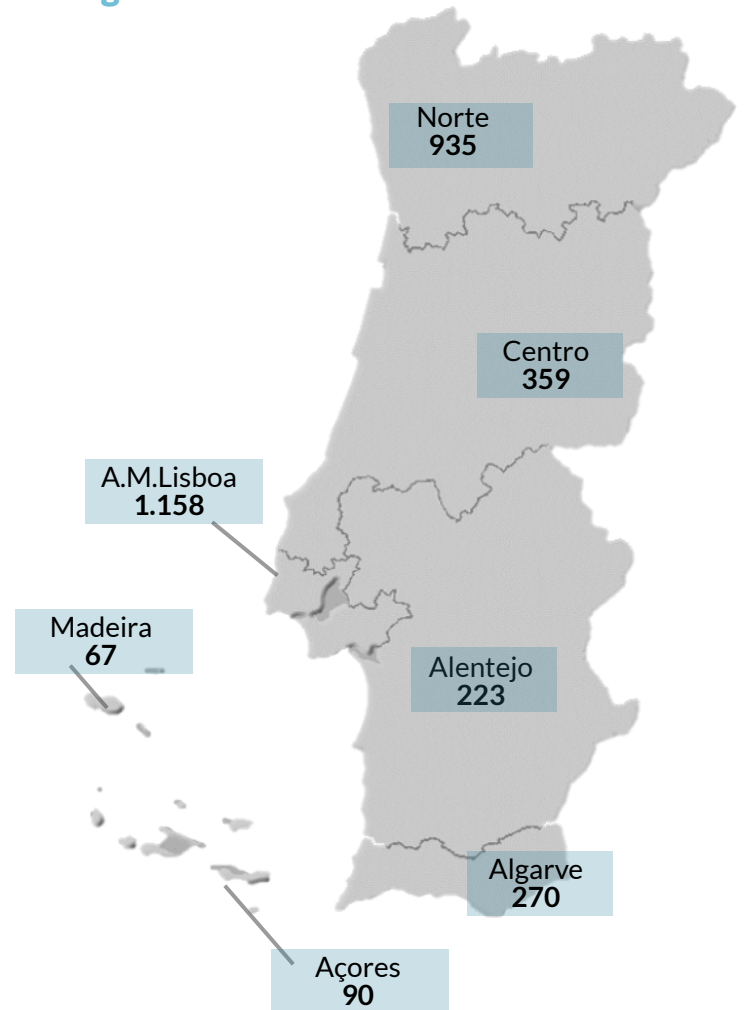 Norte
935
Centro
359
A.M.Lisboa
1.158
Madeira
67
Alentejo
223
Algarve
270
Açores
90